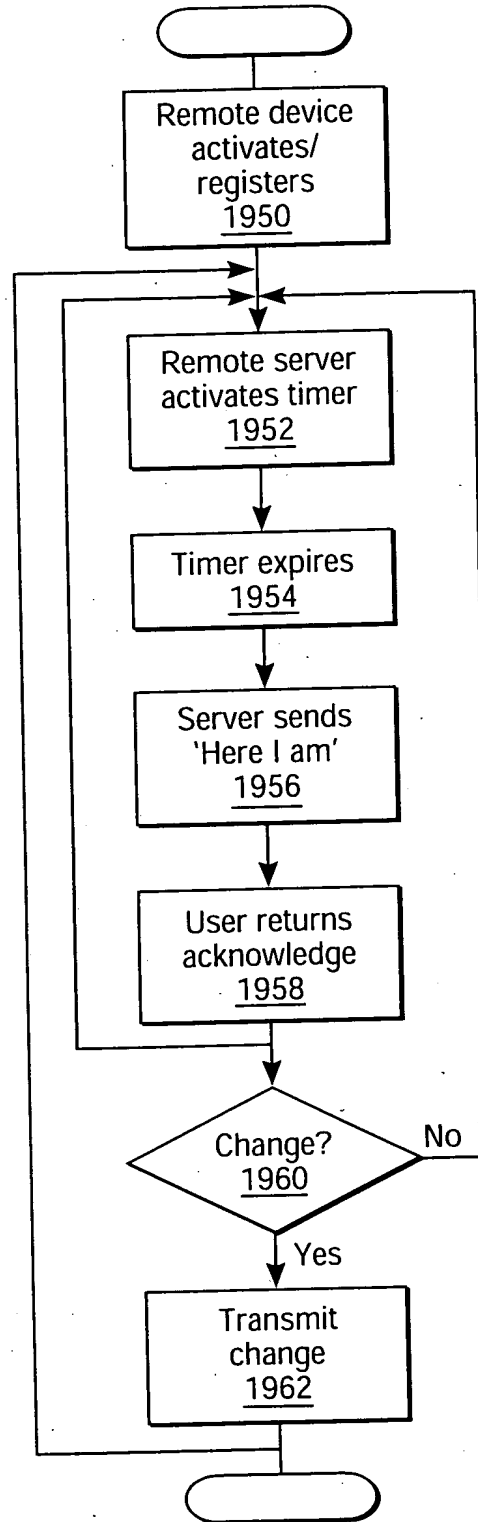 Remote device
activates/
registers
1950
Remote server
activates timer
1952
Timer expires
1954
Server sends
'Here I am'
1956
User returns
acknowledge
1958
Change?
1960
No
Yes
Transmit
change
1962